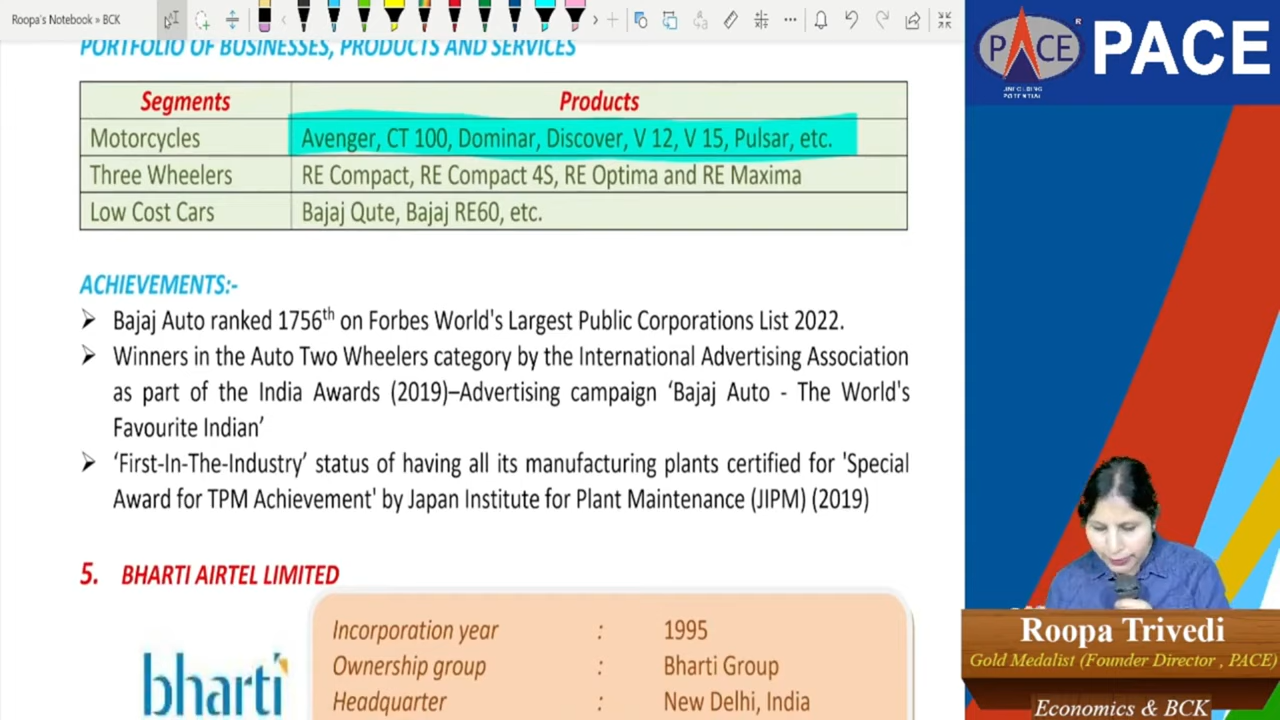 Roopa's Notebook » BCK
PORTFOLIO OF BUSINESSES, PRODUCTS AND SERVICES
Segments Products
Motorcycles Avenger, CT 100, Dominar, Discover, V 12, V 15, Pulsar, etc.
Three Wheelers RE Compact, RE Compact 4S, RE Optima and RE Maxima
Low Cost Cars Bajaj Qute, Bajaj RE60, etc.
ACHIEVEMENTS:-
➢ Bajaj Auto ranked 1756th on Forbes World's Largest Public Corporations List 2022.
➢ Winners in the Auto Two Wheelers category by the International Advertising Association
as part of the India Awards (2019)–Advertising campaign ‘Bajaj Auto - The World's
Favourite Indian’
➢ ‘First-In-The-Industry’ status of having all its manufacturing plants certified for 'Special
Award for TPM Achievement' by Japan Institute for Plant Maintenance (JIPM) (2019)
5. BHARTI AIRTEL LIMITED
bharti
Incorporation year : 1995
Ownership group : Bharti Group
Headquarter : New Delhi, India
PACE
UNFOLDING
POTENTIAL
®
PACE
Roopa Trivedi
Gold Medalist (Founder Director , PACE)
Economics & BCK